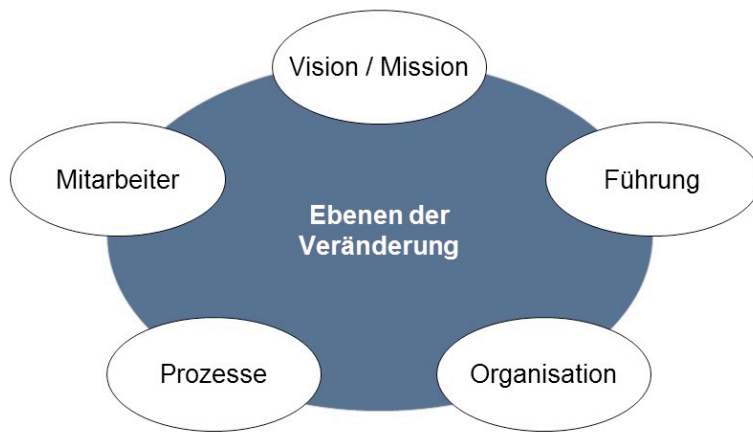 Vision / Mission
Mitarbeiter
Führung
Ebenen der
Veränderung
Prozesse
Organisation